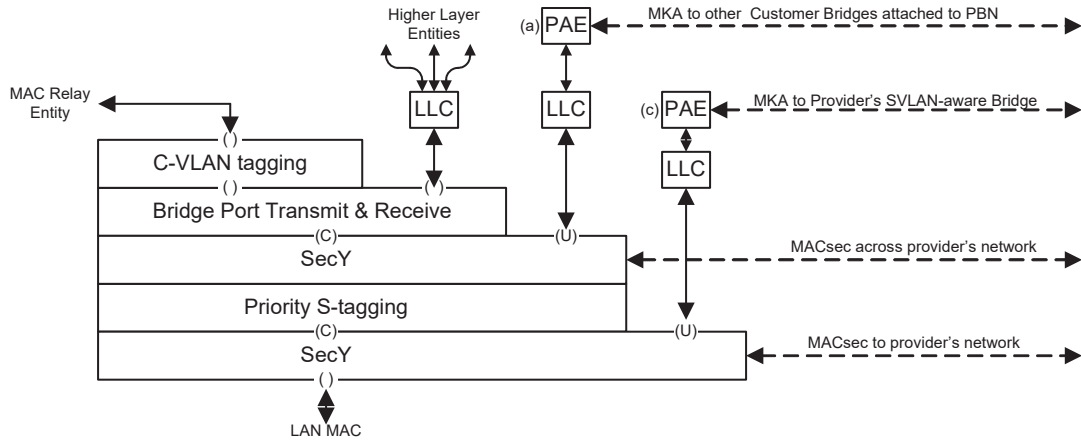 Higher Layer
Entities
(a) PAE
MKA to other  Customer Bridges attached to PBN
MAC Relay
Entity
LLC
LLC
(c) PAE
MKA to Provider's SVLAN-aware Bridge
( )
C-VLAN tagging
LLC
( )
( )
Bridge Port Transmit & Receive
(C)
(U)
SecY
MACsec across provider's network
Priority S-tagging
(C)
(U)
SecY
MACsec to provider's network
( )
LAN MAC